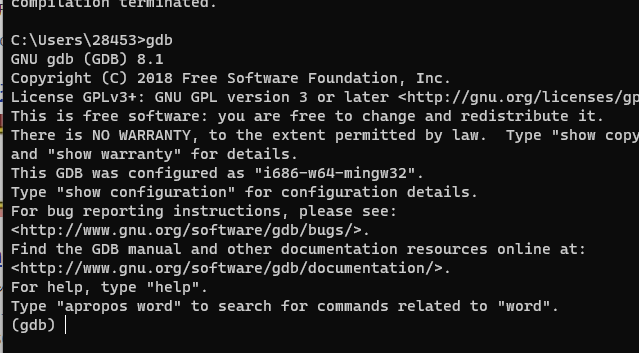 compilation terminated.
C:\Users\28453>gdb
GNU gdb (GDB) 8.1
Copyright (C) 2018 Free Software Foundation, Inc.
License GPLv3+: GNU GPL version 3 or later <http://gnu.org/licenses/gp
This is free software: you are free to change and redistribute it.
There is NO WARRANTY, to the extent permitted by law.  Type "show copy
and "show warranty" for details.
This GDB was configured as "i686-w64-mingw32".
Type "show configuration" for configuration details.
For bug reporting instructions, please see:
<http://www.gnu.org/software/gdb/bugs/>.
Find the GDB manual and other documentation resources online at:
<http://www.gnu.org/software/gdb/documentation/>.
For help, type "help".
Type "apropos word" to search for commands related to "word".
(gdb)